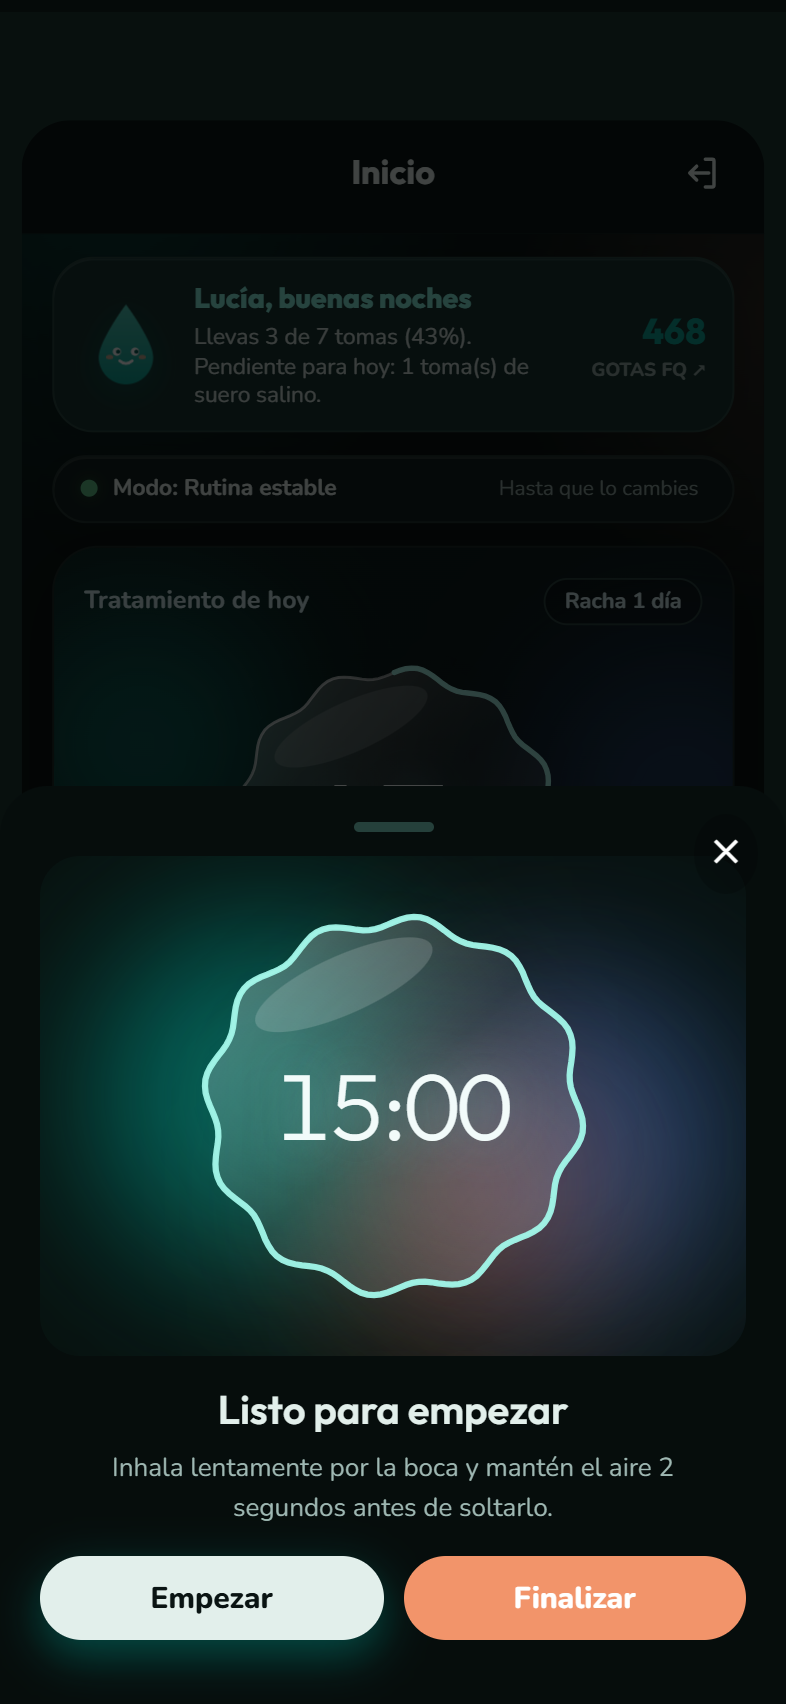 Inicio
Lucía, buenas noches
Llevas 3 de 7 tomas (43%).
Pendiente para hoy: 1 toma(s) de
suero salino.
468
GOTAS FQ ↗
Modo: Rutina estable
Hasta que lo cambies
Tratamiento de hoy
Racha 1 día
15:00
Listo para empezar
Inhala lentamente por la boca y mantén el aire 2
segundos antes de soltarlo.
Empezar
Finalizar